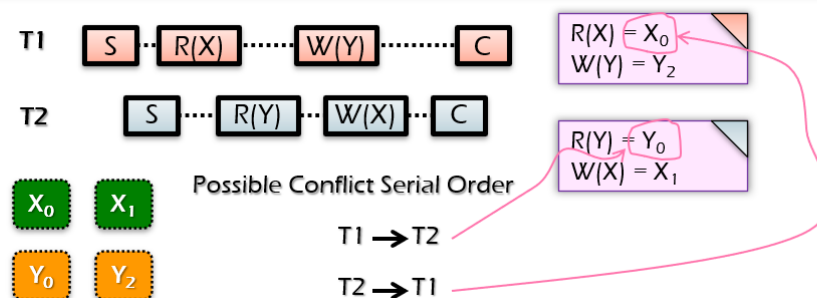 T1 S R(X) W(Y) C
R(X) = X₀
W(Y) = Y₂
T2 S R(Y) W(X) C
R(Y) = Y₀
W(X) = X₁
Possible Conflict Serial Order
X₀ X₁
T1 → T2
Y₀ Y₂
T2 → T1